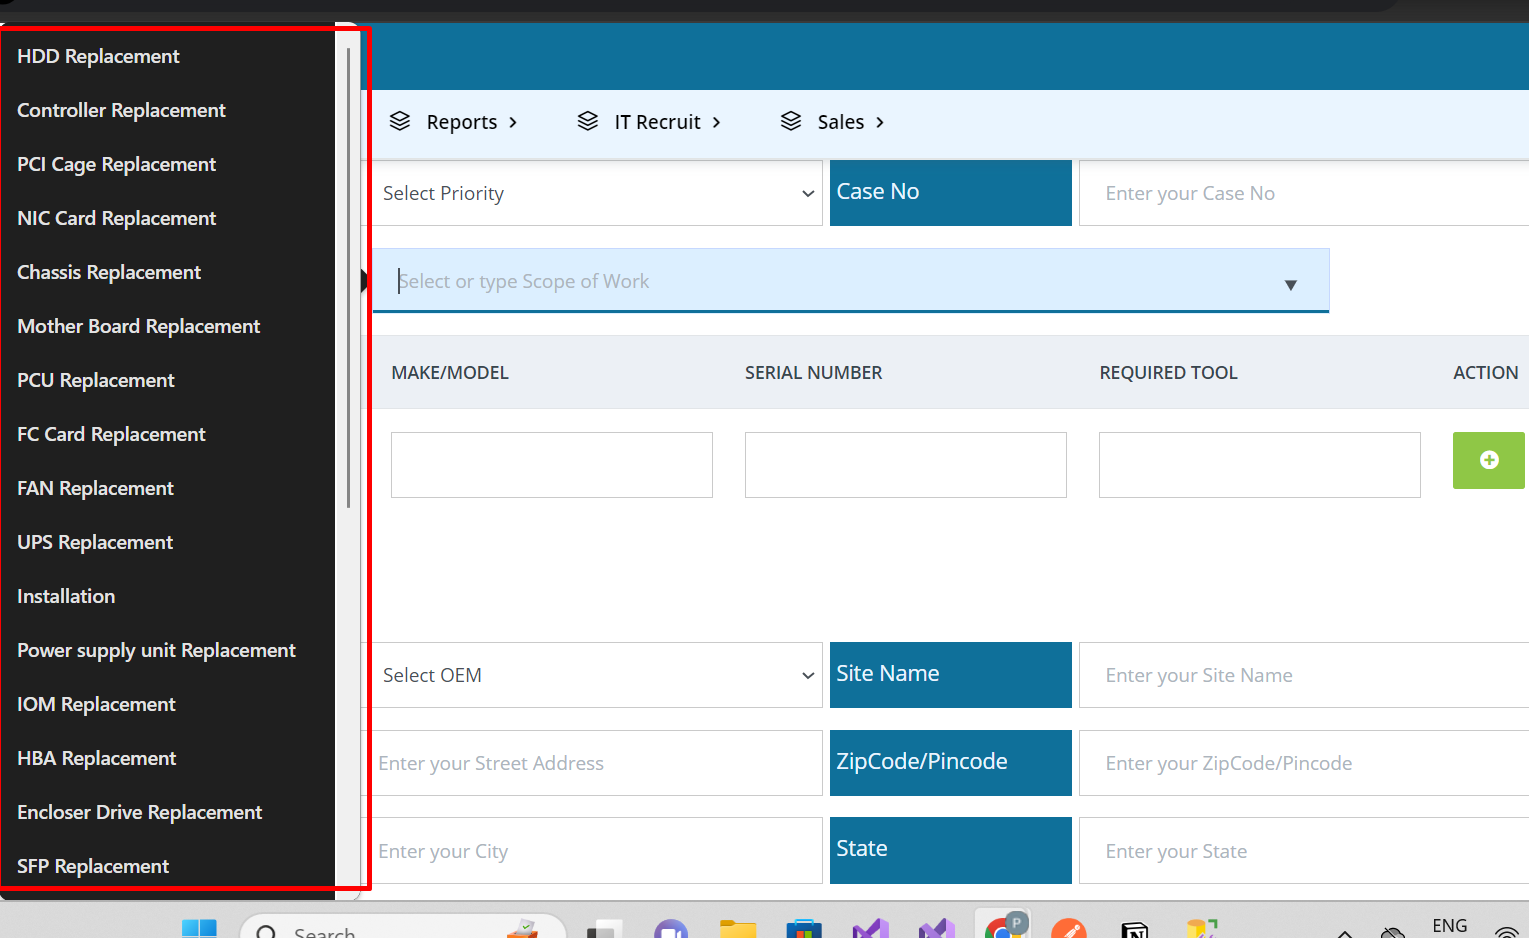 HDD Replacement
Controller Replacement
PCI Cage Replacement
NIC Card Replacement
Chassis Replacement
Mother Board Replacement
PCU Replacement
FC Card Replacement
FAN Replacement
UPS Replacement
Installation
Power supply unit Replacement
IOM Replacement
HBA Replacement
Encloser Drive Replacement
SFP Replacement
Reports IT Recruit Sales
Select Priority Case No Enter your Case No
Select or type Scope of Work
MAKE/MODEL SERIAL NUMBER REQUIRED TOOL ACTION
Select OEM Site Name Enter your Site Name
Enter your Street Address ZipCode/Pincode Enter your ZipCode/Pincode
Enter your City State Enter your State
Search P ENG